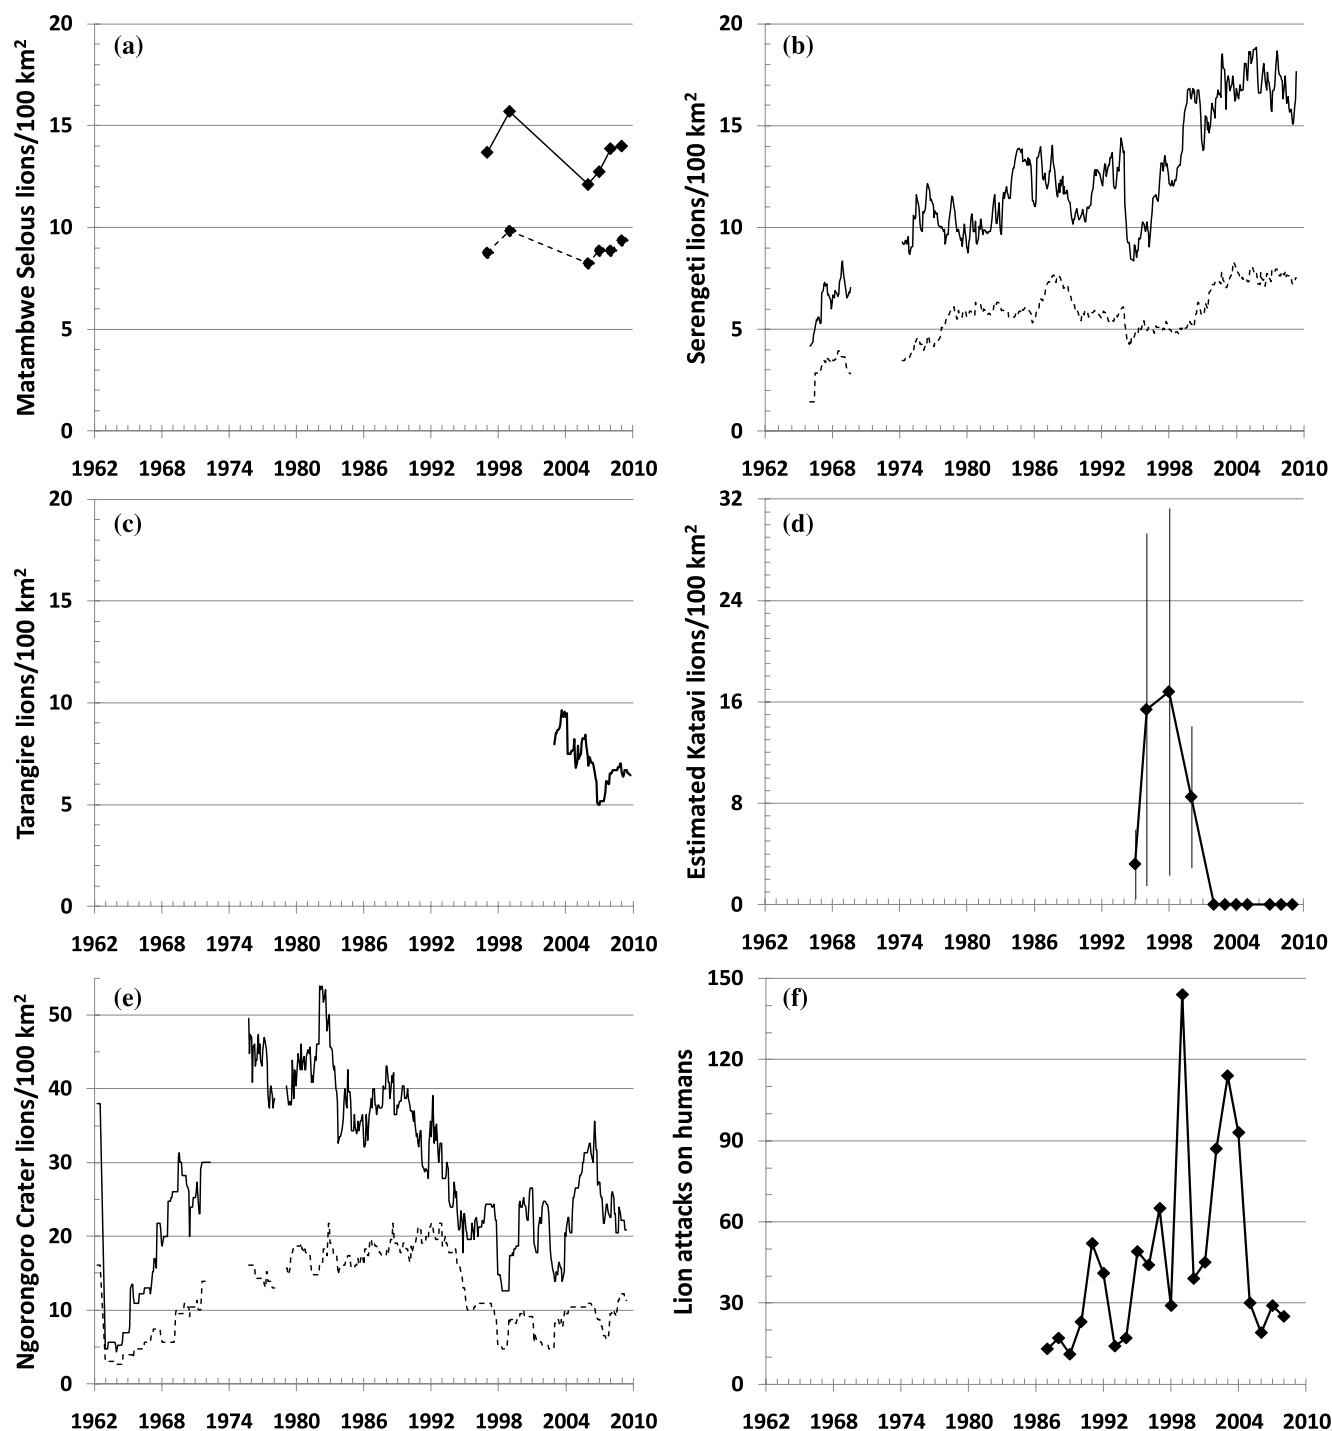 (a)
Matambwe Selous lions/100 km²
20
15
10
5
0
1962 1968 1974 1980 1986 1992 1998 2004 2010
(b)
Serengeti lions/100 km²
20
15
10
5
0
1962 1968 1974 1980 1986 1992 1998 2004 2010
(c)
Tarangire lions/100 km²
20
15
10
5
0
1962 1968 1974 1980 1986 1992 1998 2004 2010
(d)
Estimated Katavi lions/100 km²
32
24
16
8
0
1962 1968 1974 1980 1986 1992 1998 2004 2010
(e)
Ngorongoro Crater lions/100 km²
50
40
30
20
10
0
1962 1968 1974 1980 1986 1992 1998 2004 2010
(f)
Lion attacks on humans
150
120
90
60
30
0
1962 1968 1974 1980 1986 1992 1998 2004 2010